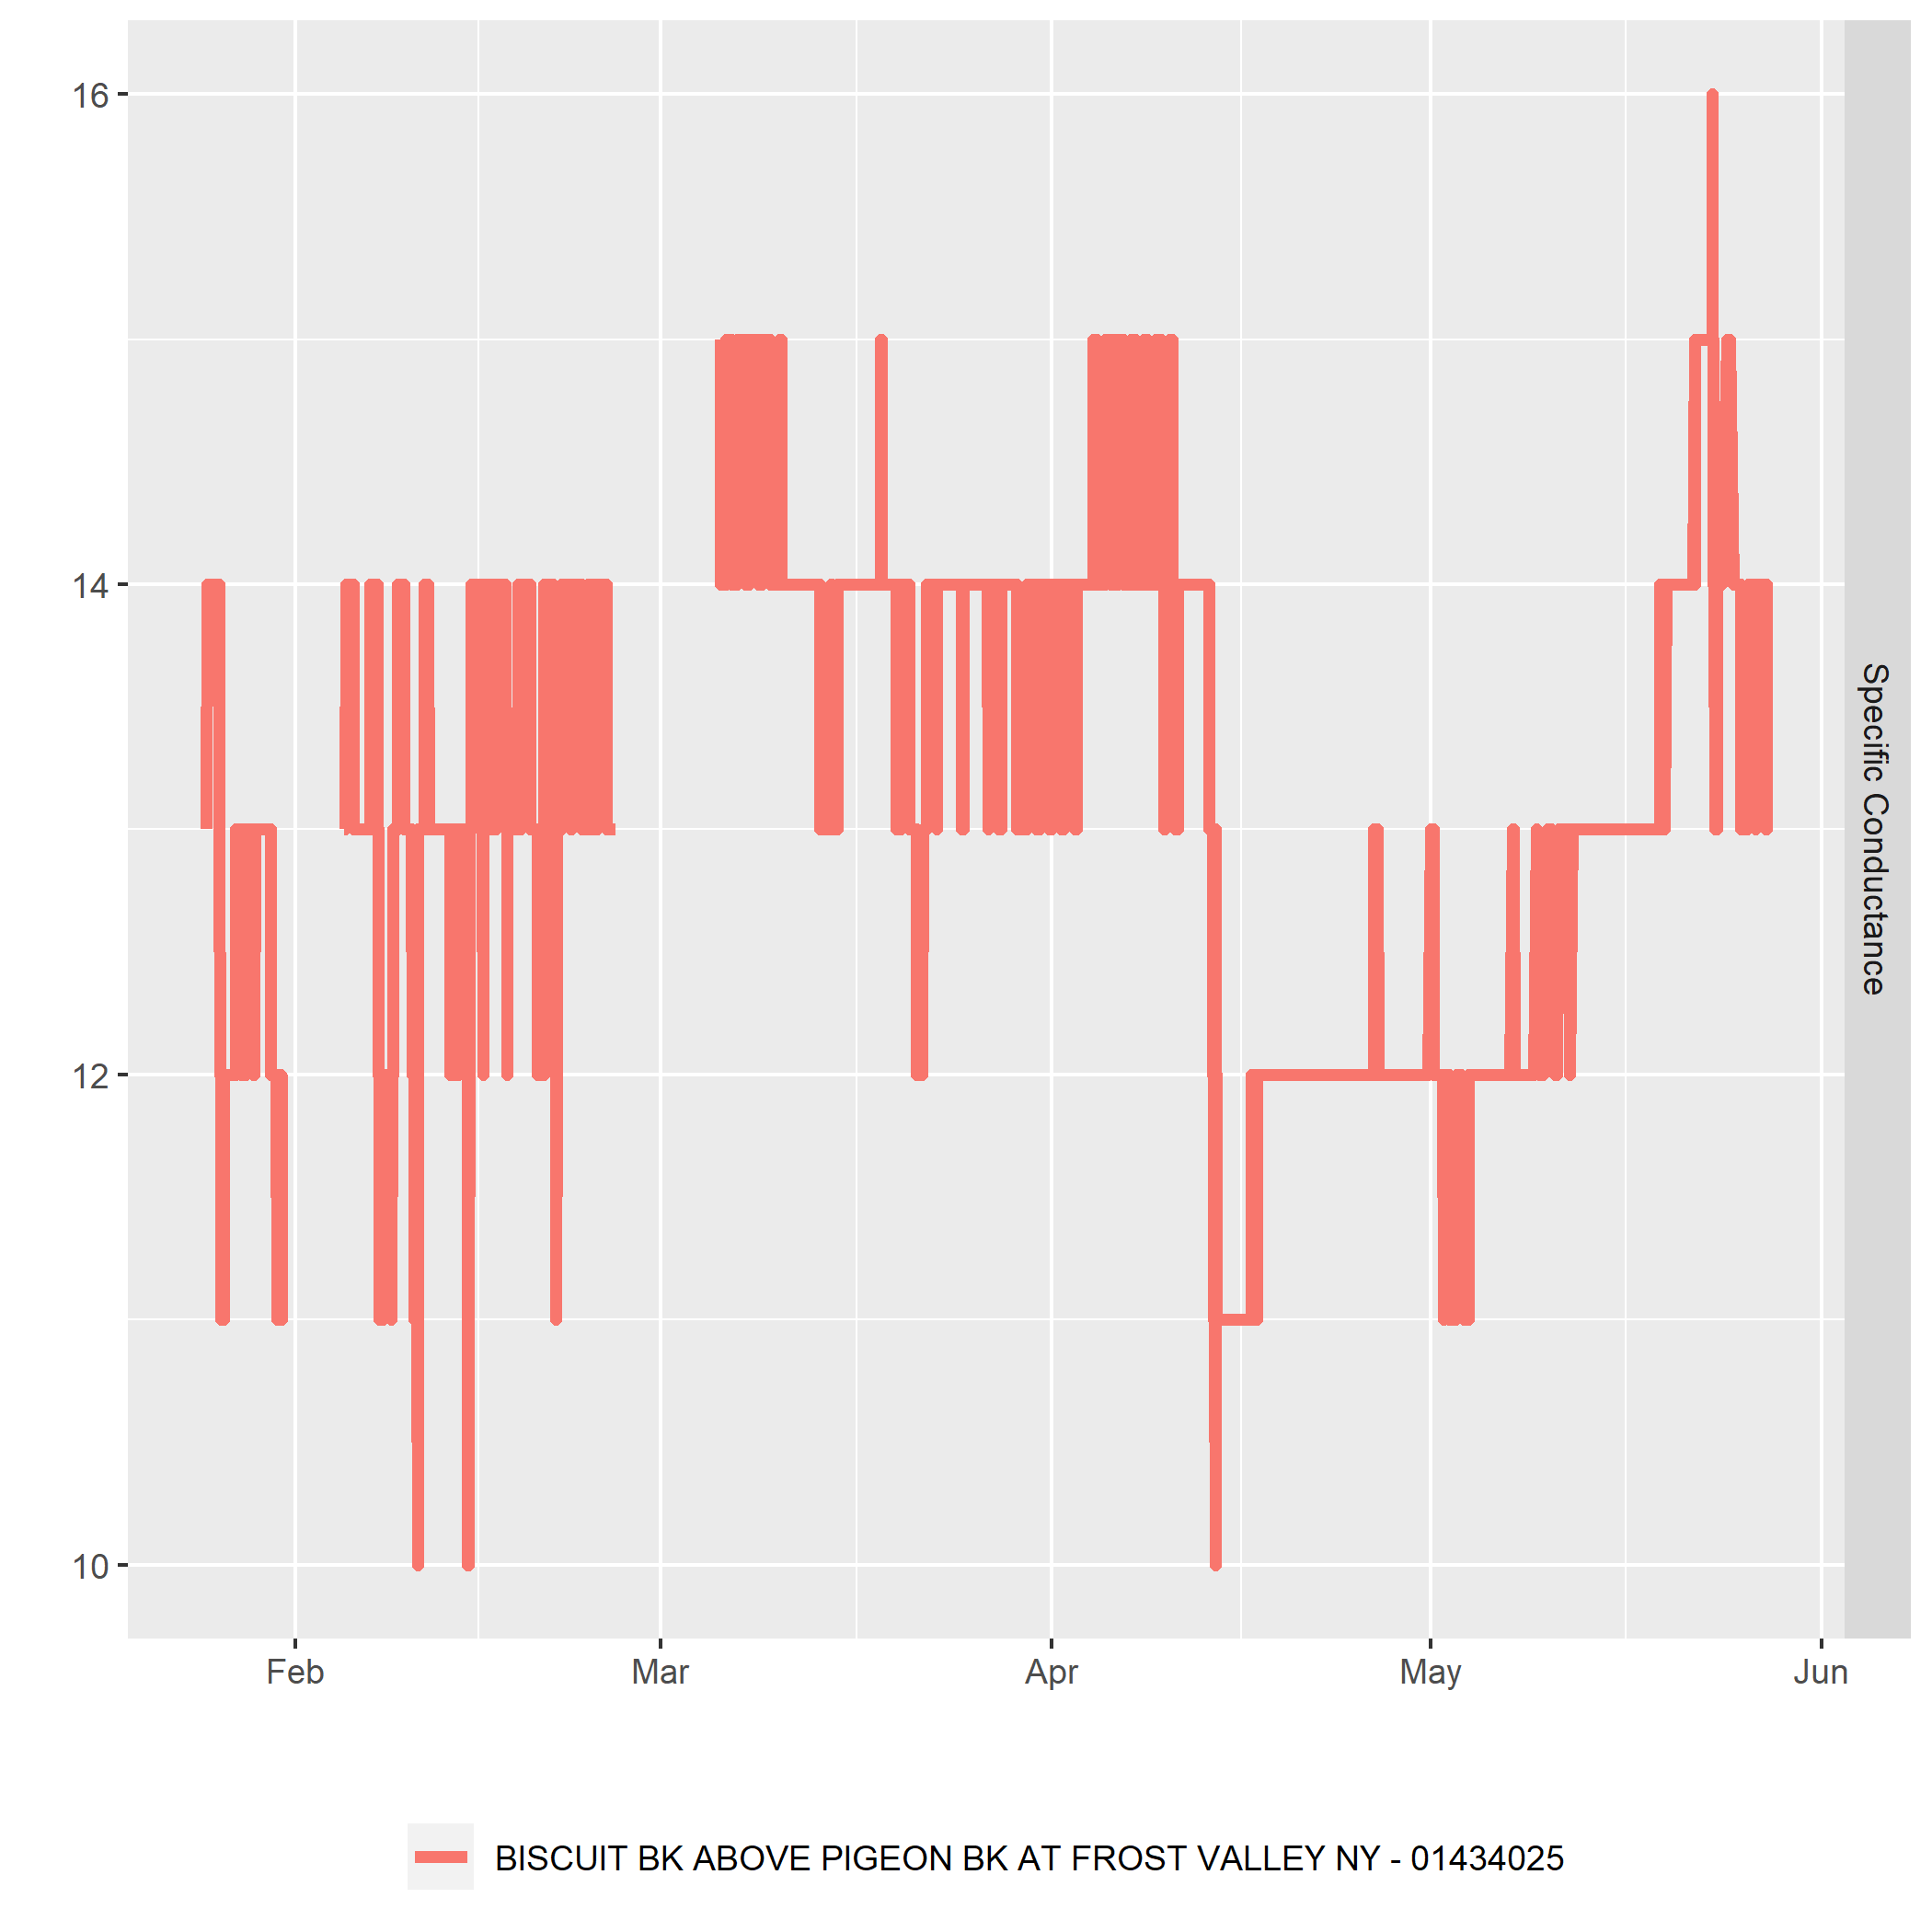 16
14
12
10
Specific Conductance
Feb
Mar
Apr
May
Jun
BISCUIT BK ABOVE PIGEON BK AT FROST VALLEY NY - 01434025